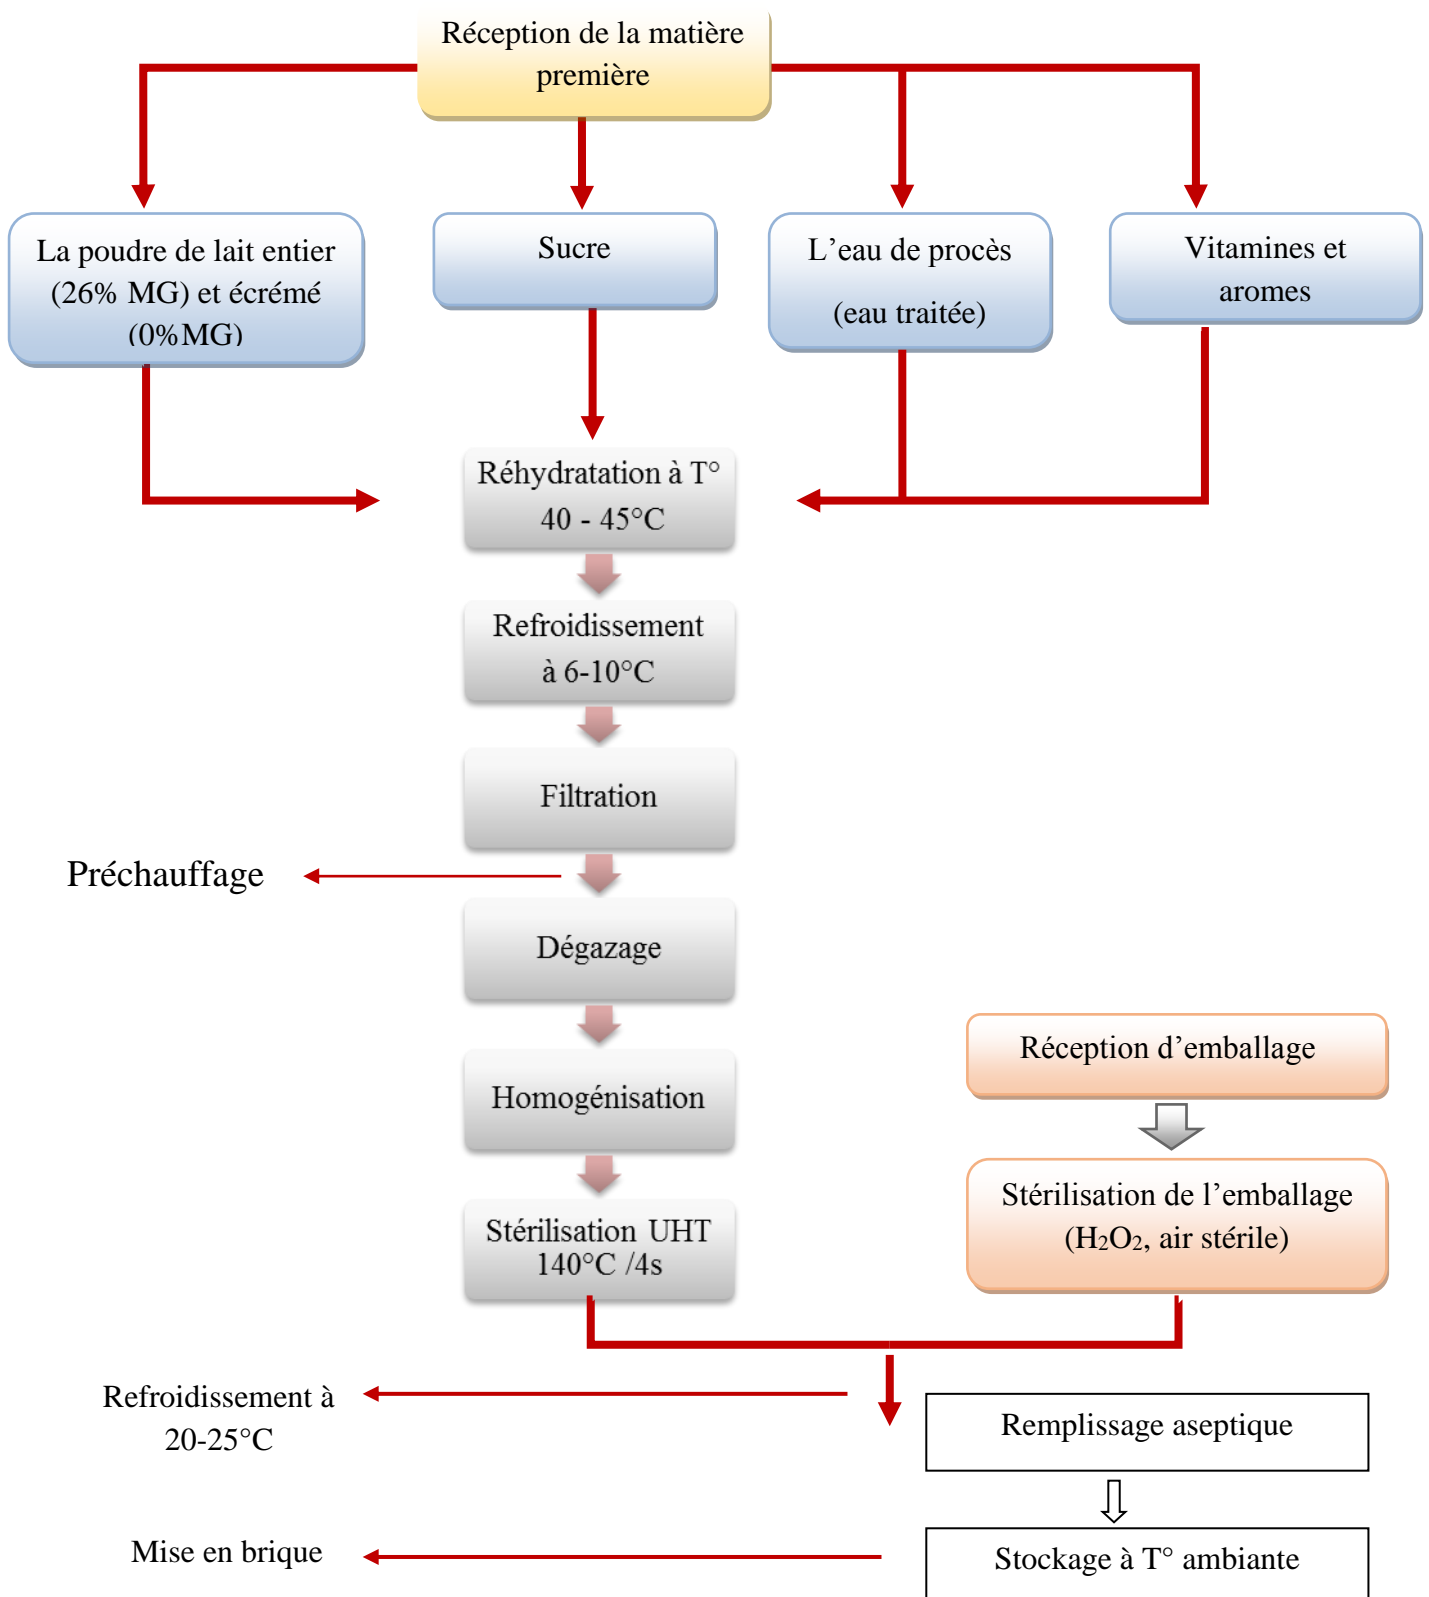 Réception de la matière
première
La poudre de lait entier
(26% MG) et écrémé
(0%MG)
Sucre
L’eau de procès
(eau traitée)
Vitamines et
aromes
Réhydratation à T°
40 - 45°C
Refroidissement
à 6-10°C
Filtration
Préchauffage
Dégazage
Homogénisation
Réception d’emballage
Stérilisation UHT
140°C /4s
Stérilisation de l’emballage
(H₂O₂, air stérile)
Refroidissement à
20-25°C
Remplissage aseptique
Mise en brique
Stockage à T° ambiante